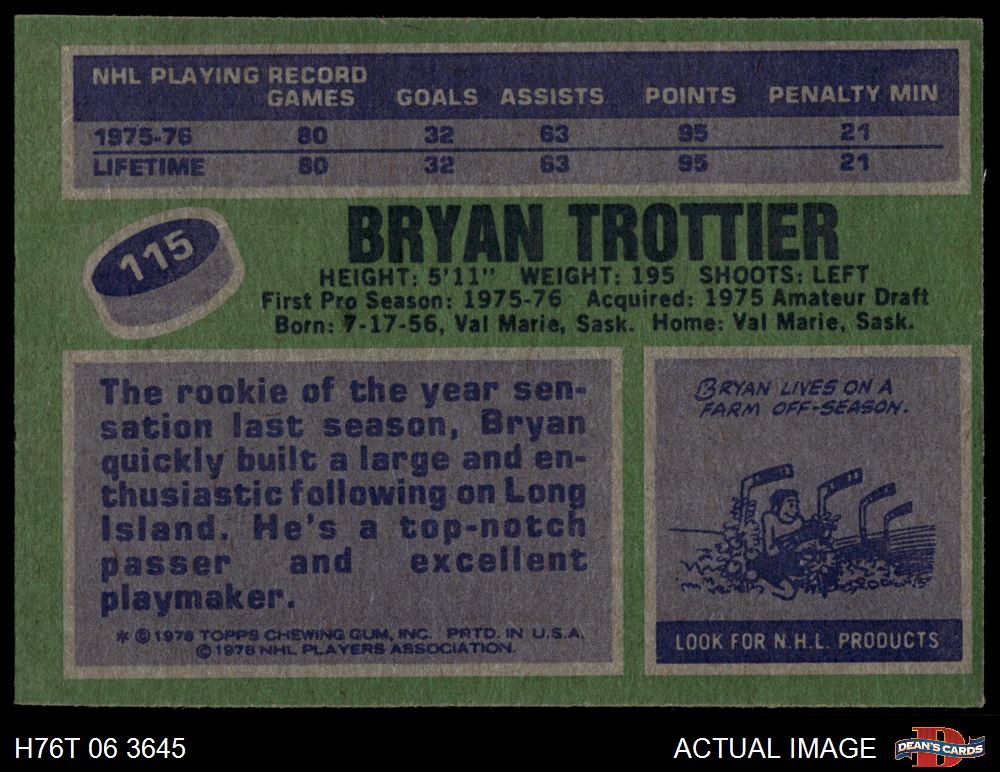 NHL PLAYING RECORD
GAMES GOALS ASSISTS POINTS PENALTY MIN
1975-76 80 32 63 95 21
LIFETIME 80 32 63 95 21
115
BRYAN TROTTIER
HEIGHT: 5'11" WEIGHT: 195 SHOOTS: LEFT
First Pro Season: 1975-76 Acquired: 1975 Amateur Draft
Born: 7-17-56, Val Marie, Sask. Home: Val Marie, Sask.
The rookie of the year sen-
sation last season, Bryan
quickly built a large and en-
thusiastic following on Long
Island. He's a top-notch
passer and excellent
playmaker.
* © 1976 TOPPS CHEWING GUM, INC. PRTD. IN U.S.A.
© 1976 NHL PLAYERS ASSOCIATION.
BRYAN LIVES ON A
FARM OFF-SEASON.
LOOK FOR N.H.L. PRODUCTS
H76T 06 3645
ACTUAL IMAGE
D
DEAN'S CARDS